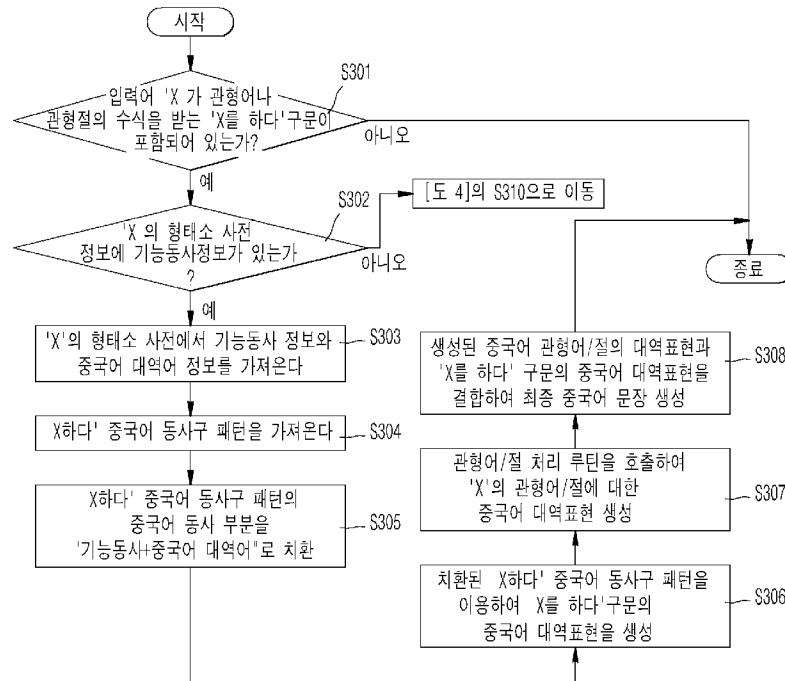 시작
S301
입력어 'X 가 관형어나
관형절의 수식을 받는 'X를 하다'구문이
포함되어 있는가?
아니오
예
S302
[도 4]의 S310으로 이동
'X 의 형태소 사전
정보에 기능동사정보가 있는가
?
아니오
예
종료
'X'의 형태소 사전에서 기능동사 정보와
중국어 대역어 정보를 가져온다
S303
X하다' 중국어 동사구 패턴을 가져온다
S304
X하다' 중국어 동사구 패턴의
중국어 동사 부분을
"기능동사+중국어 대역어"로 치환
S305
생성된 중국어 관형어/절의 대역표현과
'X를 하다' 구문의 중국어 대역표현을
결합하여 최종 중국어 문장 생성
S308
관형어/절 처리 루틴을 호출하여
'X'의 관형어/절에 대한
중국어 대역표현 생성
S307
치환된 X하다' 중국어 동사구 패턴을
이용하여 X를 하다'구문의
중국어 대역표현을 생성
S306